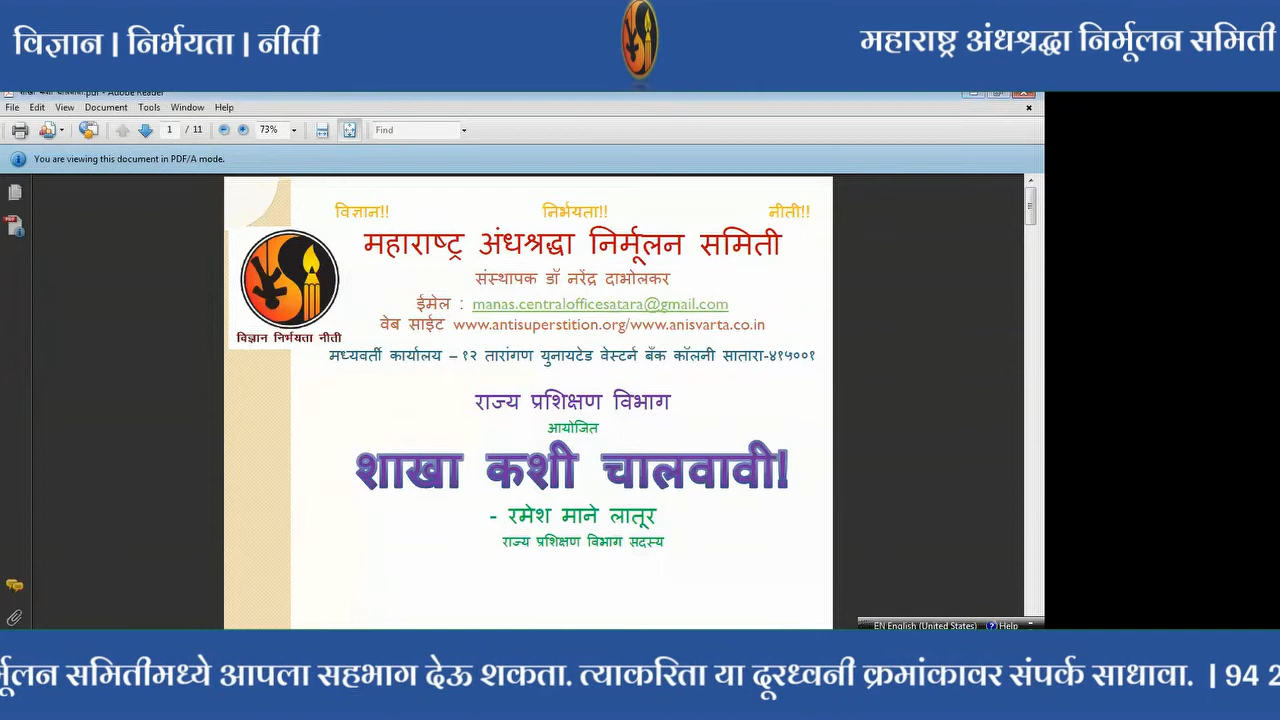 विज्ञान | निर्भयता | नीती
महाराष्ट्र अंधश्रद्धा निर्मूलन समिती
File Edit View Document Tools Window Help
1 / 11 73% Find
You are viewing this document in PDF/A mode.
विज्ञान!! निर्भयता!! नीती!!
महाराष्ट्र अंधश्रद्धा निर्मूलन समिती
संस्थापक डॉ नरेंद्र दाभोलकर
ईमेल : manas.centralofficesatara@gmail.com
वेब साईट www.antisuperstition.org/www.anisvarta.co.in
विज्ञान निर्भयता नीती
मध्यवर्ती कार्यालय – १२ तारांगण युनायटेड वेस्टर्न बँक कॉलनी सातारा-४१५००१
राज्य प्रशिक्षण विभाग
आयोजित
शाखा कशी चालवावी!
- रमेश माने लातूर
राज्य प्रशिक्षण विभाग सदस्य
EN English (United States) Help
समितीमध्ये आपला सहभाग देऊ शकता. त्याकरिता या दूरध्वनी क्रमांकावर संपर्क साधावा. | 94